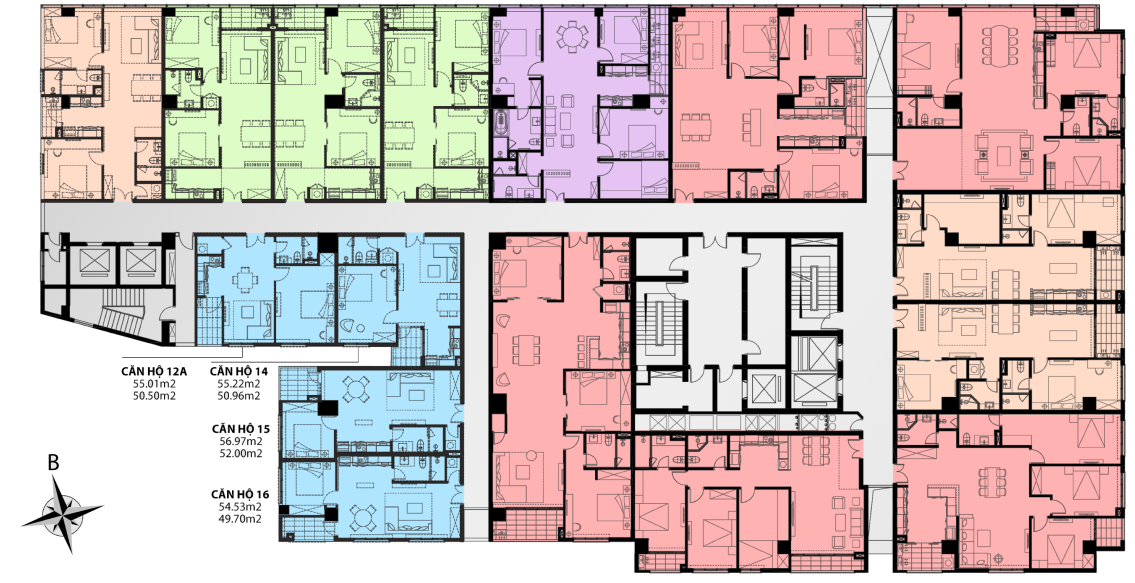 CĂN HỘ 12A
55.01m2
50.50m2
CĂN HỘ 14
55.22m2
50.96m2
CĂN HỘ 15
56.97m2
52.00m2
CĂN HỘ 16
54.53m2
49.70m2
B